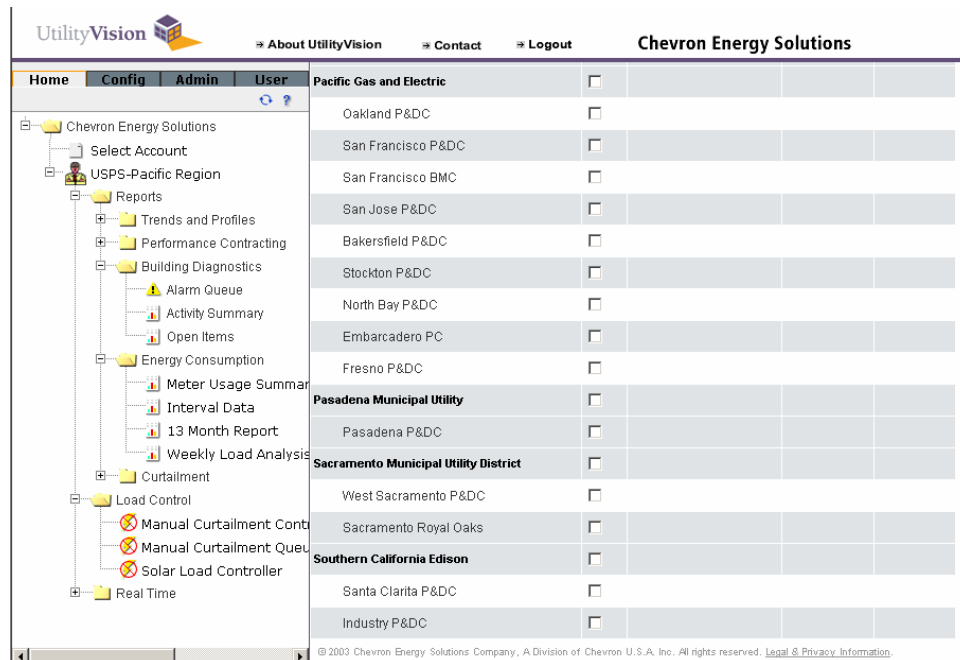 UtilityVision
About UtilityVision
Contact
Logout
Chevron Energy Solutions
Home
Config
Admin
User
?
Chevron Energy Solutions
Select Account
USPS-Pacific Region
Reports
Trends and Profiles
Performance Contracting
Building Diagnostics
Alarm Queue
Activity Summary
Open Items
Energy Consumption
Meter Usage Summar
Interval Data
13 Month Report
Weekly Load Analysis
Curtailment
Load Control
Manual Curtailment Contr
Manual Curtailment Queu
Solar Load Controller
Real Time
Pacific Gas and Electric
Oakland P&DC
San Francisco P&DC
San Francisco BMC
San Jose P&DC
Bakersfield P&DC
Stockton P&DC
North Bay P&DC
Embarcadero PC
Fresno P&DC
Pasadena Municipal Utility
Pasadena P&DC
Sacramento Municipal Utility District
West Sacramento P&DC
Sacramento Royal Oaks
Southern California Edison
Santa Clarita P&DC
Industry P&DC
© 2003 Chevron Energy Solutions Company, A Division of Chevron U.S.A. Inc. All rights reserved. Legal & Privacy Information.